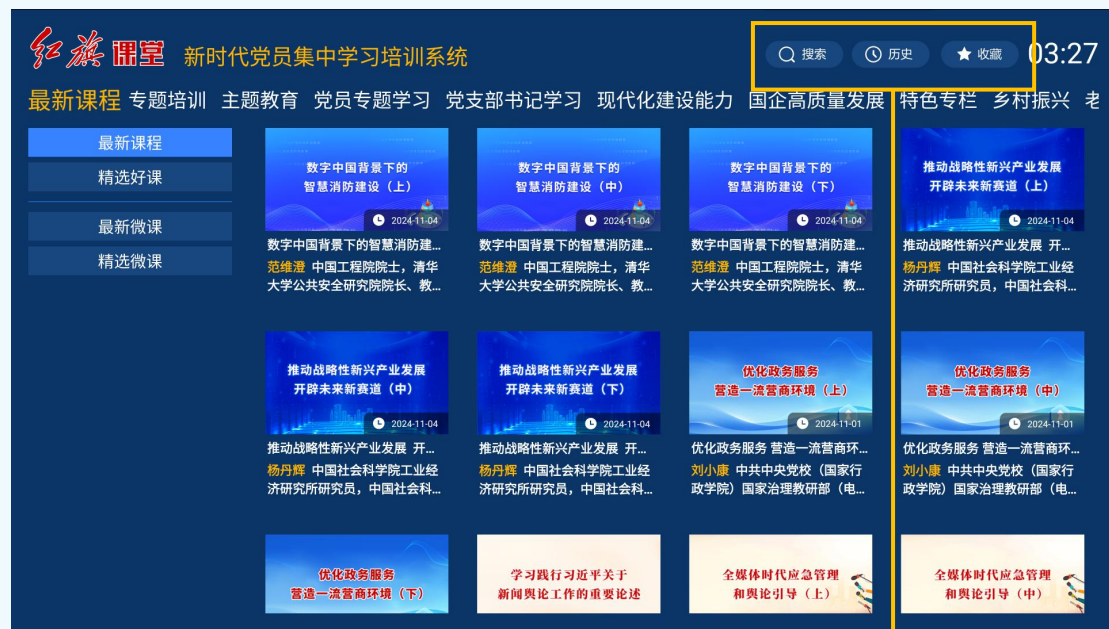 红旗课堂 新时代党员集中学习培训系统 搜索 历史 收藏 03:27
最新课程 专题培训 主题教育 党员专题学习 党支部书记学习 现代化建设能力 国企高质量发展 特色专栏 乡村振兴 老
最新课程
精选好课
最新微课
精选微课
数字中国背景下的
智慧消防建设（上）
2024-11-04
数字中国背景下的智慧消防建...
范维澄 中国工程院院士，清华
大学公共安全研究院院长、教...
数字中国背景下的
智慧消防建设（中）
2024-11-04
数字中国背景下的智慧消防建...
范维澄 中国工程院院士，清华
大学公共安全研究院院长、教...
数字中国背景下的
智慧消防建设（下）
2024-11-04
数字中国背景下的智慧消防建...
范维澄 中国工程院院士，清华
大学公共安全研究院院长、教...
推动战略性新兴产业发展
开辟未来新赛道（上）
2024-11-04
推动战略性新兴产业发展 开...
杨丹辉 中国社会科学院工业经
济研究所研究员，中国社会科...
推动战略性新兴产业发展
开辟未来新赛道（中）
2024-11-04
推动战略性新兴产业发展 开...
杨丹辉 中国社会科学院工业经
济研究所研究员，中国社会科...
推动战略性新兴产业发展
开辟未来新赛道（下）
2024-11-04
推动战略性新兴产业发展 开...
杨丹辉 中国社会科学院工业经
济研究所研究员，中国社会科...
优化政务服务
营造一流营商环境（上）
2024-11-01
优化政务服务 营造一流营商环...
刘小康 中共中央党校（国家行
政学院）国家治理教研部（电...
优化政务服务
营造一流营商环境（中）
2024-11-01
优化政务服务 营造一流营商环...
刘小康 中共中央党校（国家行
政学院）国家治理教研部（电...
优化政务服务
营造一流营商环境（下）
学习践行习近平关于
新闻舆论工作的重要论述
全媒体时代应急管理
和舆论引导（上）
全媒体时代应急管理
和舆论引导（中）